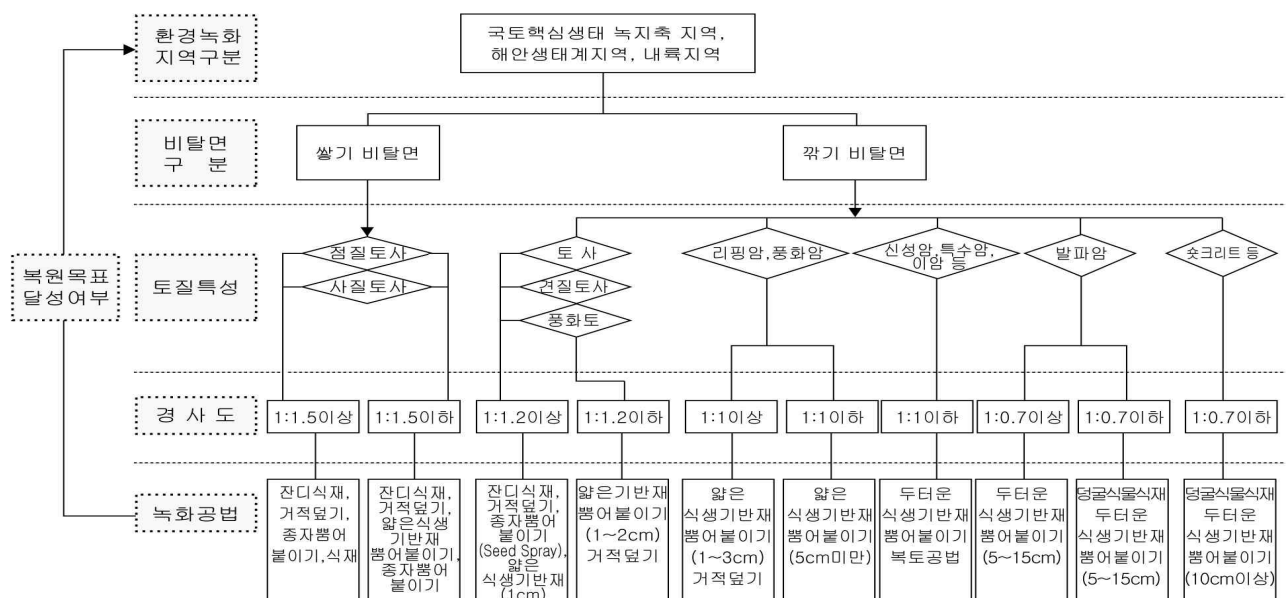 환경녹화
지역구분
국토핵심생태 녹지축 지역,
해안생태계지역, 내륙지역
비탈면
구 분
쌓기 비탈면
깎기 비탈면
복원목표
달성여부
토질특성
점질토사
사질토사
토 사
견질토사
풍화토
리핑암,풍화암
신성암,특수암,
이암 등
발파암
숏크리트 등
경 사 도
1:1.5이상
1:1.5이하
1:1.2이상
1:1.2이하
1:1이상
1:1이하
1:1이하
1:0.7이상
1:0.7이하
1:0.7이하
녹화공법
잔디식재,
거적덮기,
종자뿜어
붙이기,식재
잔디식재,
거적덮기,
얇은식생
기반재
뿜어붙이기,
종자뿜어
붙이기
잔디식재,
거적덮기,
종자뿜어
붙이기
(Seed Spray),
얇은
식생기반재
(1cm)
얇은기반재
뿜어붙이기
(1~2cm)
거적덮기
얇은
식생기반재
뿜어붙이기
(1~3cm)
거적덮기
얇은
식생기반재
뿜어붙이기
(5cm미만)
두터운
식생기반재
뿜어붙이기
복토공법
두터운
식생기반재
뿜어붙이기
(5~15cm)
덩굴식물식재
두터운
식생기반재
뿜어붙이기
(5~15cm)
덩굴식물식재
두터운
식생기반재
뿜어붙이기
(10cm이상)